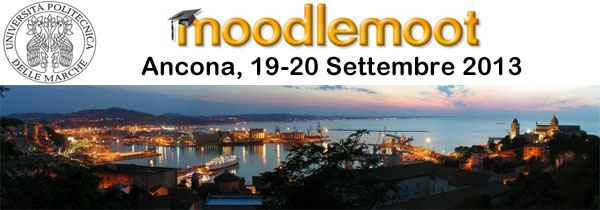 UNIVERSITÀ POLITECNICA
DELLE MARCHE
moodlemoot
Ancona, 19-20 Settembre 2013